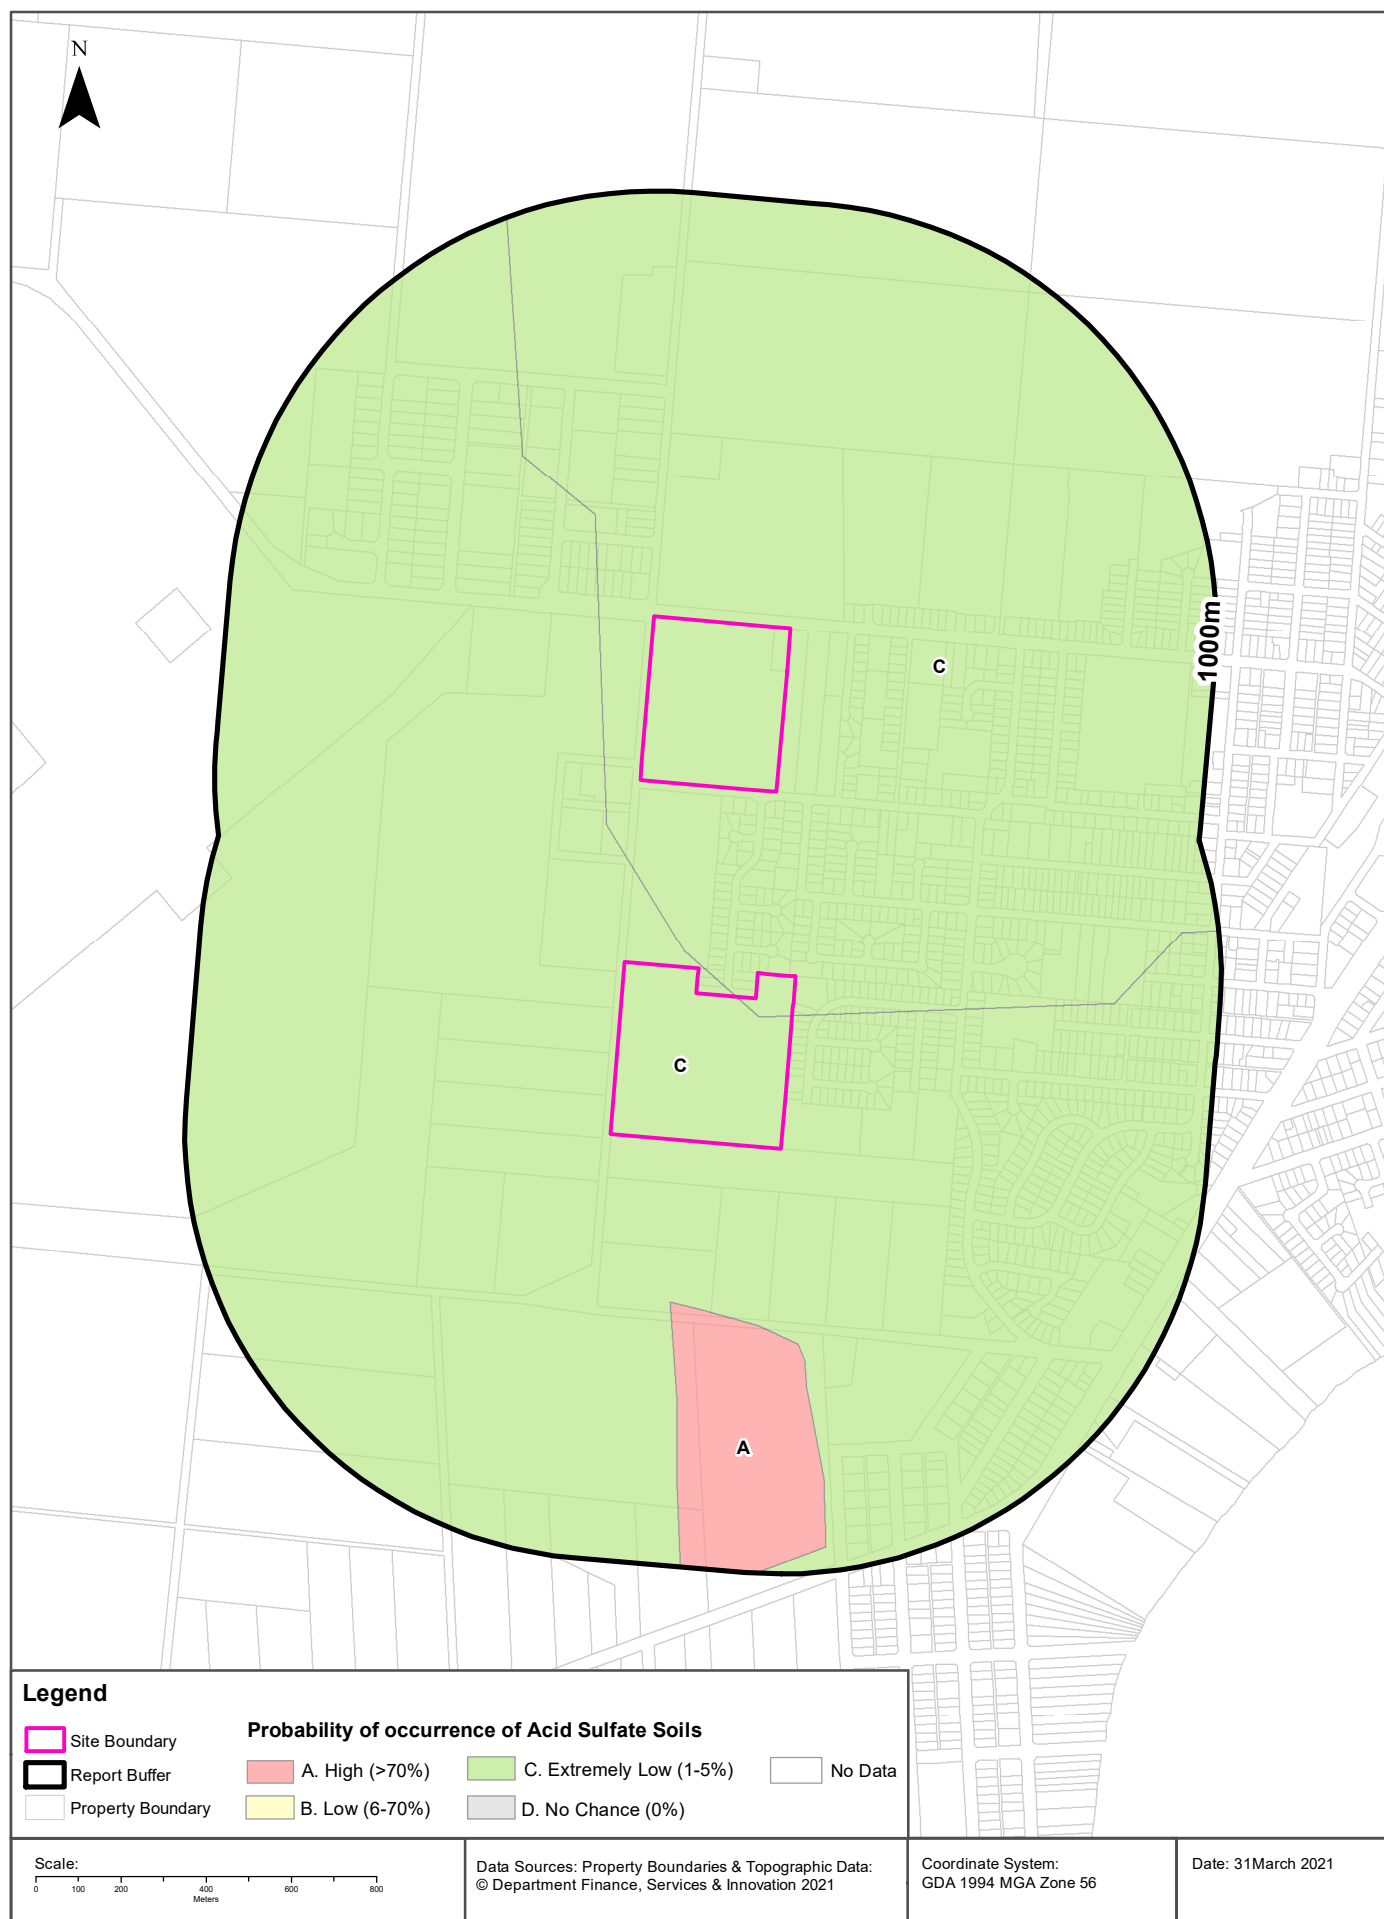 N
1000m
C
C
A
Legend
Site Boundary
Report Buffer
Property Boundary
Probability of occurrence of Acid Sulfate Soils
A. High (>70%)
C. Extremely Low (1-5%)
No Data
B. Low (6-70%)
D. No Chance (0%)
Scale:
0 100 200 400 600 800
Meters
Data Sources: Property Boundaries & Topographic Data:
© Department Finance, Services & Innovation 2021
Coordinate System:
GDA 1994 MGA Zone 56
Date: 31March 2021